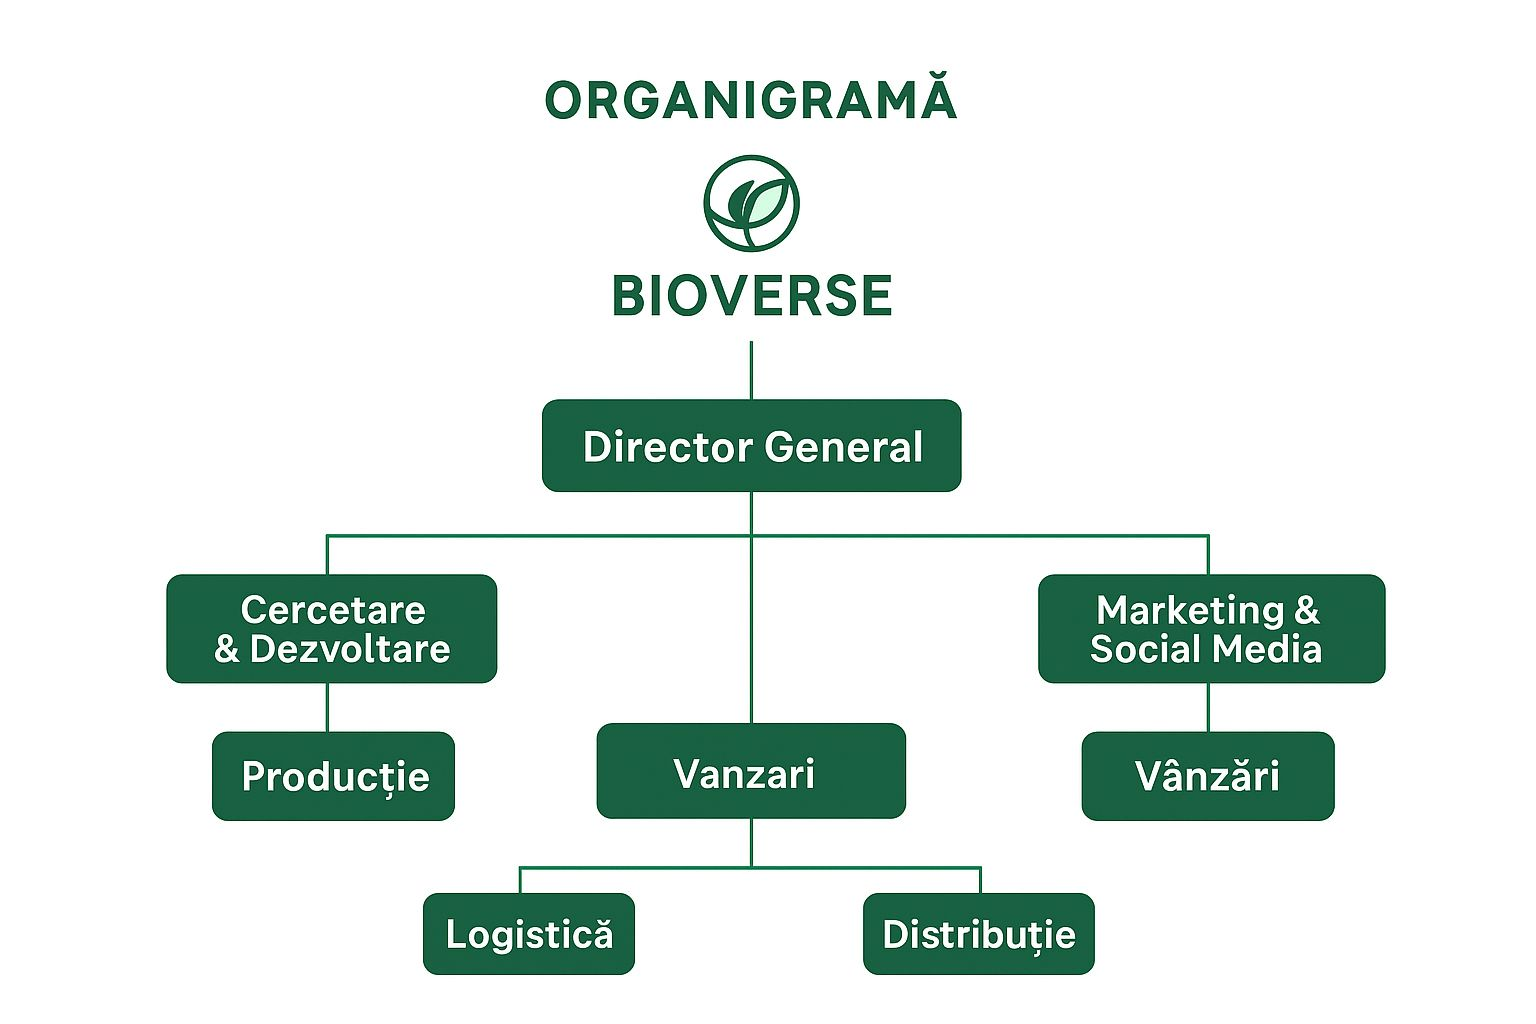 ORGANIGRAMĂ
BIOVERSE
Director General
Cercetare
& Dezvoltare
Marketing &
Social Media
Producție
Vanzari
Vânzări
Logistică
Distribuție